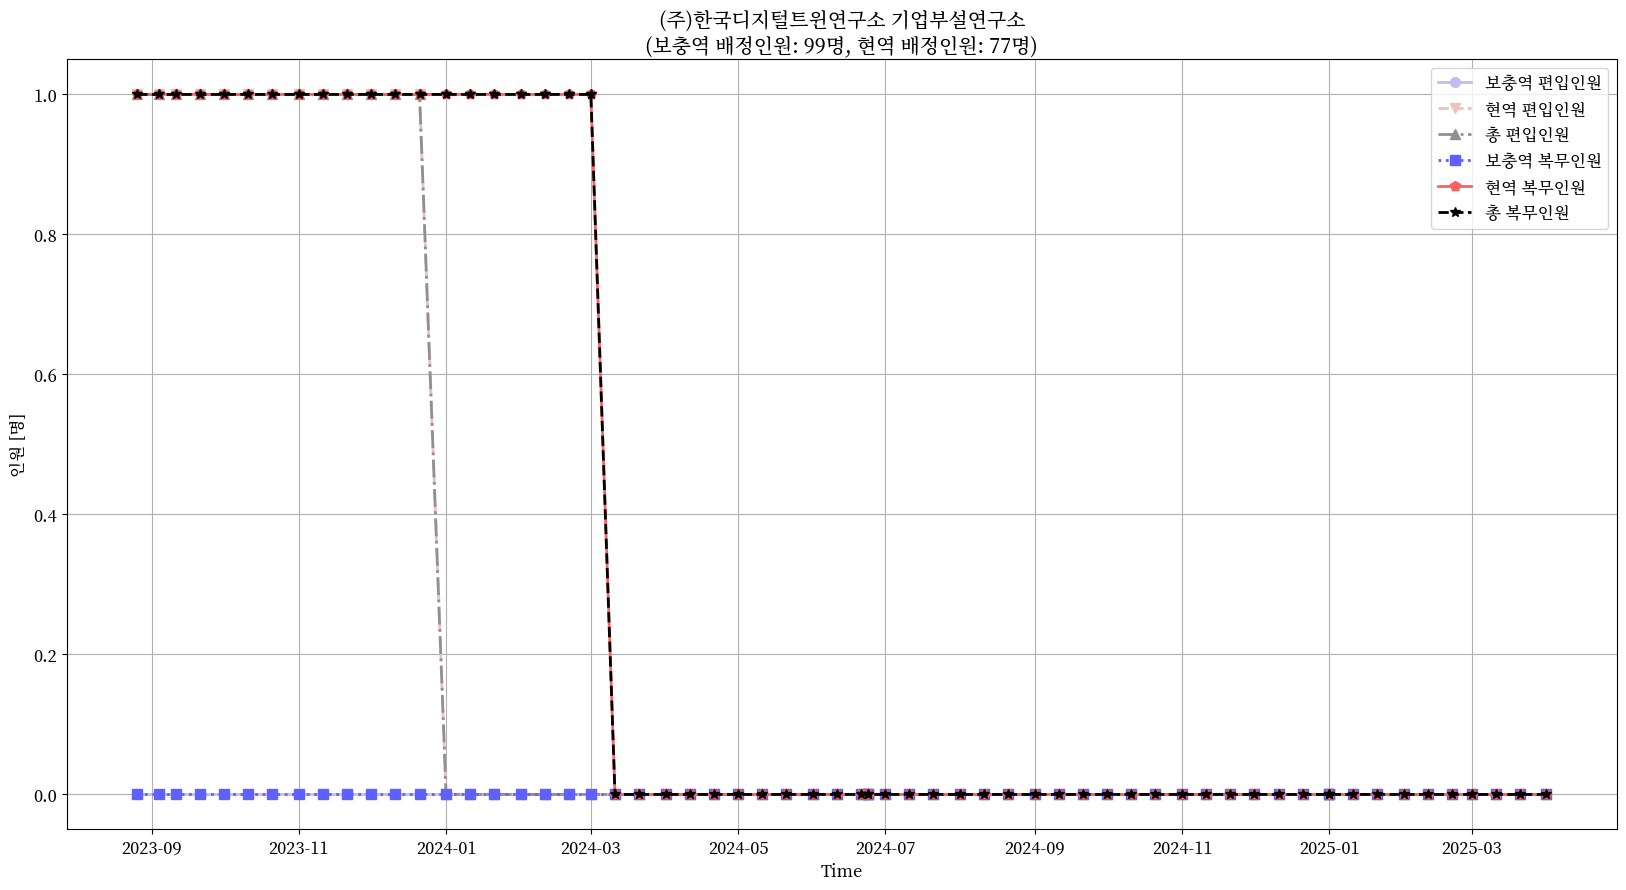 (주)한국디지털트윈연구소 기업부설연구소
(보충역 배정인원: 99명, 현역 배정인원: 77명)
보충역 편입인원
현역 편입인원
총 편입인원
보충역 복무인원
현역 복무인원
총 복무인원
1.0
0.8
0.6
0.4
0.2
0.0
인원 [명]
2023-09
2023-11
2024-01
2024-03
2024-05
2024-07
2024-09
2024-11
2025-01
2025-03
Time